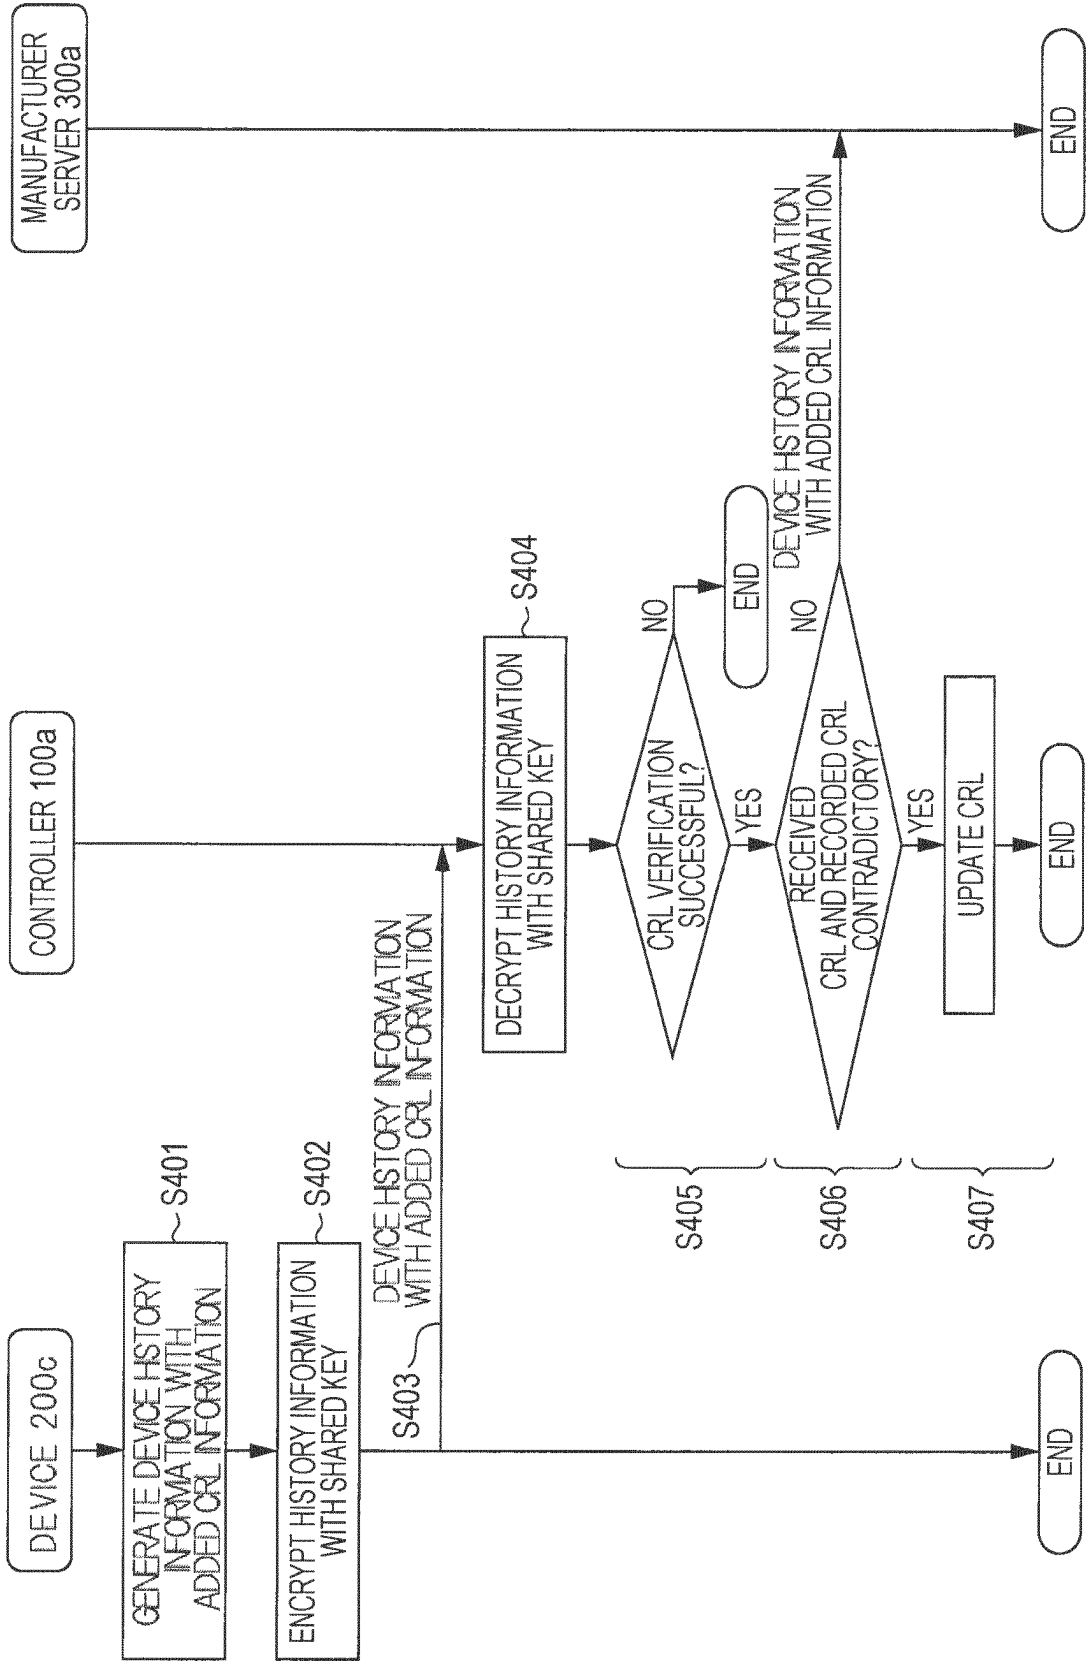 DEVICE 200c
CONTROLLER 100a
MANUFACTURER
SERVER 300a
GENERATE DEVICE HSTORY
INFORMATION WITH
ADDED CRL INFORMATION
S401
ENCRYPT HISTORY INFORMATION
WITH SHARED KEY
S402
S403
DEVICE HISTORY INFORMATION
WITH ADDED CRL INFORMATION
DECRYPT HISTORY INFORMATION
WITH SHARED KEY
S404
S405
CRL VERIFICATION
SUCCESSFUL?
NO
END
YES
S406
RECEIVED
CRL AND RECORDED CRL
CONTRADICTORY?
NO
DEVICE HSTORY INFORMATION
WITH ADDED CRL INFORMATION
YES
S407
UPDATE CRL
END
END
END